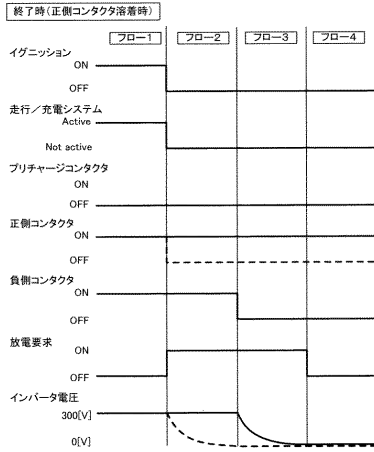 終了時(正側コンタクタ溶着時)
フロー1 フロー2 フロー3 フロー4
イグニッション
ON
OFF
走行/充電システム
Active
Not active
プリチャージコンタクタ
ON
OFF
正側コンタクタ
ON
OFF
負側コンタクタ
ON
OFF
放電要求
ON
OFF
インバータ電圧
300[V]
0[V]